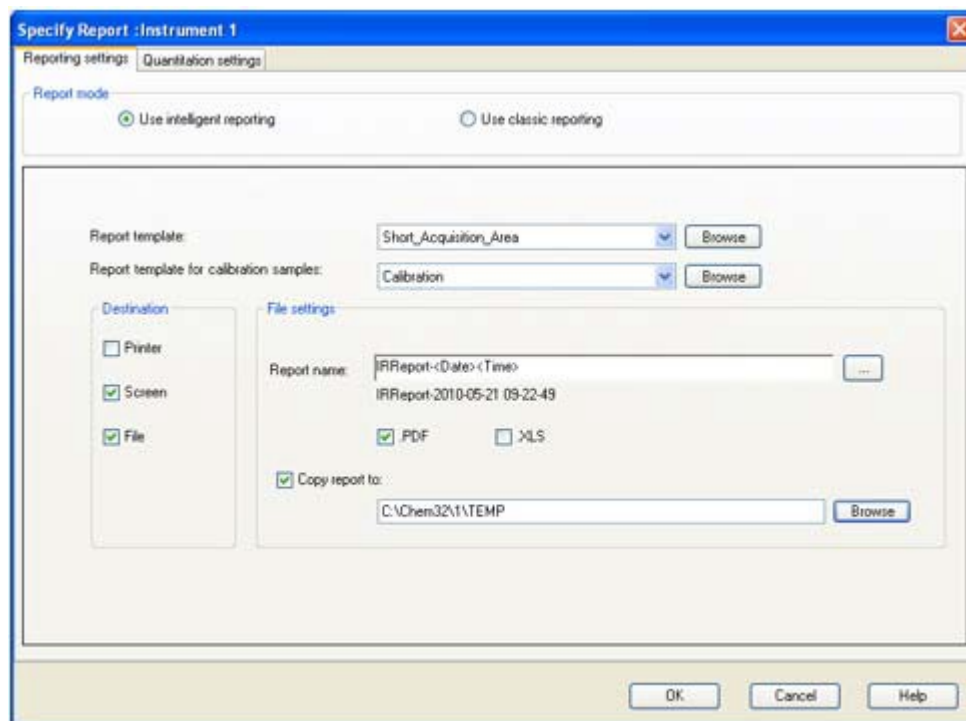 Specify Report :Instrument 1
Reporting settings Quantitation settings
Report mode
Use intelligent reporting Use classic reporting
Report template: Short_Acquisition_Area Browse
Report template for calibration samples: Calibration Browse
Destination File settings
Printer
Report name: IRReport-<Date><Time> ...
Screen IRReport-2010-05-21 09-22-49
File .PDF .XLS
Copy report to:
C:\Chem32\1\TEMP Browse
OK Cancel Help